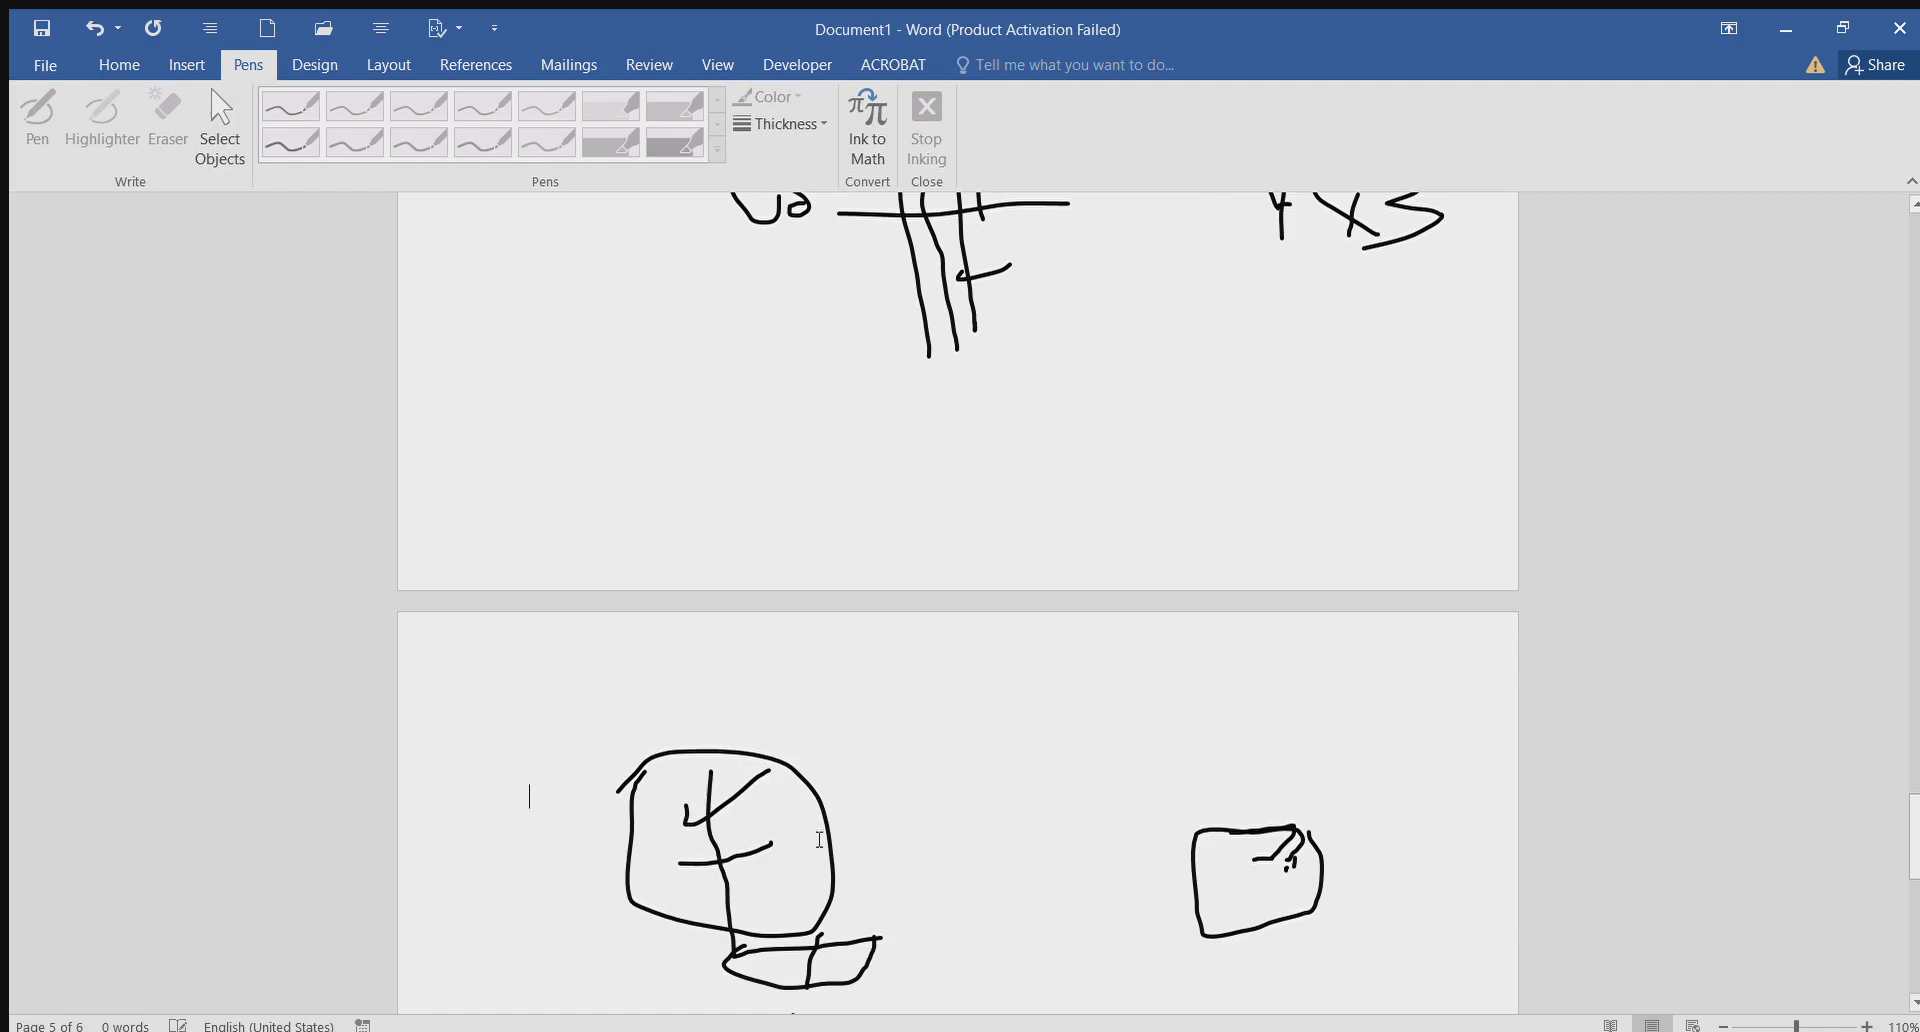 Document1 - Word (Product Activation Failed)
File Home Insert Pens Design Layout References Mailings Review View Developer ACROBAT Tell me what you want to do... Share
Pen Highlighter Eraser Select Objects
Color
Thickness
Ink to Math
Stop Inking
Write Pens Convert Close
Page 5 of 6 0 words English (United States) 110%